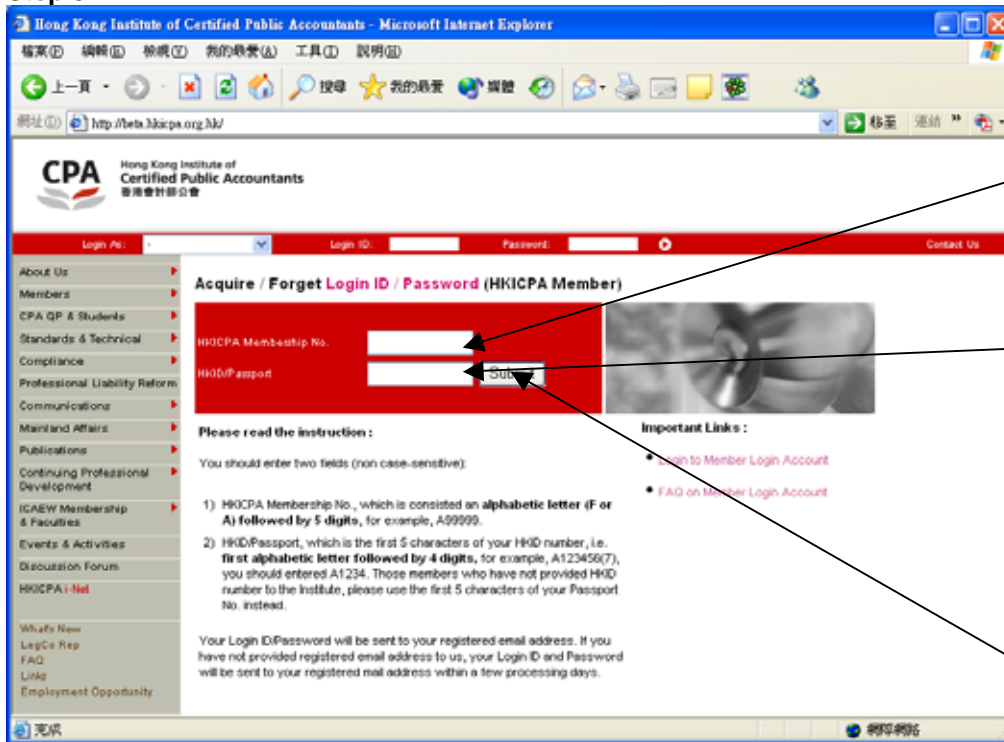 Hong Kong Institute of Certified Public Accountants - Microsoft Internet Explorer
檔案(F) 編輯(E) 檢視(V) 我的最愛(A) 工具(T) 說明(H)
上一頁 搜尋 我的最愛 媒體
網址(D) http://beta.hkicpa.org.hk/ 移至 連結 »
CPA
Hong Kong Institute of
Certified Public Accountants
香港會計師公會
Login As: - Login ID: Password: Contact Us
About Us
Members
CPA QP & Students
Standards & Technical
Compliance
Professional Liability Reform
Communications
Mainland Affairs
Publications
Continuing Professional
Development
ICAEW Membership
& Faculties
Events & Activities
Discussion Forum
HKICPA i-Net
What's New
LegCo Rep
FAQ
Links
Employment Opportunity
Acquire / Forget Login ID / Password (HKICPA Member)
HKICPA Membership No.
HKID/Passport Submit
Please read the instruction :
You should enter two fields (non case-sensitive):
1) HKICPA Membership No., which is consisted an alphabetic letter (F or
A) followed by 5 digits, for example, A99999.
2) HKID/Passport, which is the first 5 characters of your HKID number, i.e.
first alphabetic letter followed by 4 digits, for example, A123456(7),
you should entered A1234. Those members who have not provided HKID
number to the Institute, please use the first 5 characters of your Passport
No. instead.
Your Login ID/Password will be sent to your registered email address. If you
have not provided registered email address to us, your Login ID and Password
will be sent to your registered mail address within a few processing days.
Important Links :
Login to Member Login Account
FAQ on Member Login Account
完成 網際網路